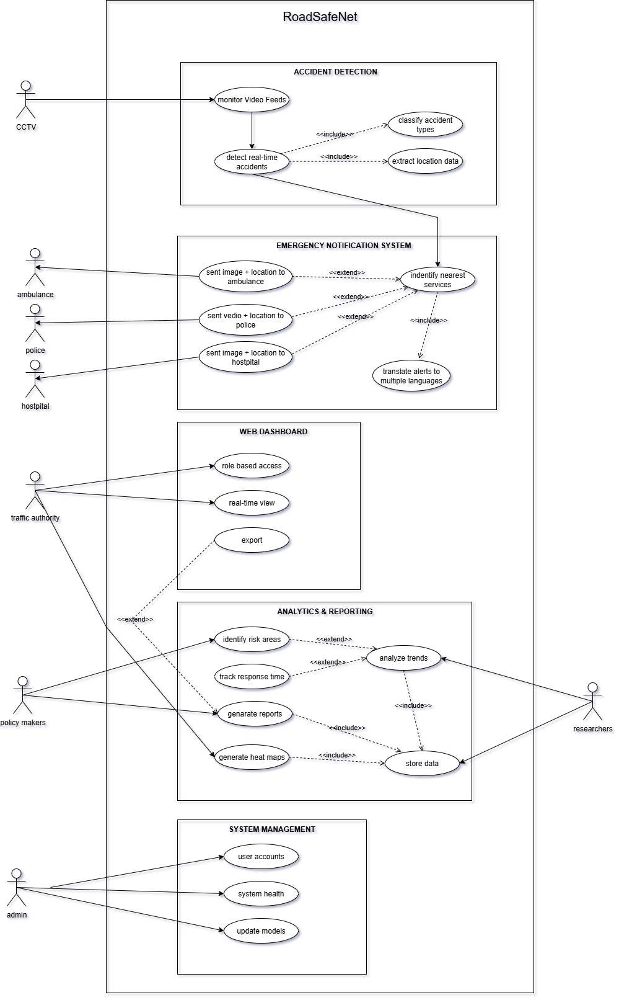 RoadSafeNet
ACCIDENT DETECTION
CCTV
monitor Video Feeds
classify accident
types
<<include>>
detect real-time
accidents
<<include>>
extract location data
EMERGENCY NOTIFICATION SYSTEM
ambulance
sent image + location to
ambulance
<<extend>>
indentify nearest
services
police
sent vedio + location to
police
<<extend>>
<<extend>>
<<include>>
hostpital
sent image + location to
hostpital
translate alerts to
multiple languages
WEB DASHBOARD
role based access
traffic authority
real-time view
export
<<extend>>
ANALYTICS & REPORTING
identify risk areas
<<extend>>
analyze trends
track response time
<<extend>>
policy makers
genarate reports
<<include>>
<<include>>
researchers
generate heat maps
<<include>>
store data
SYSTEM MANAGEMENT
user accounts
admin
system health
update models